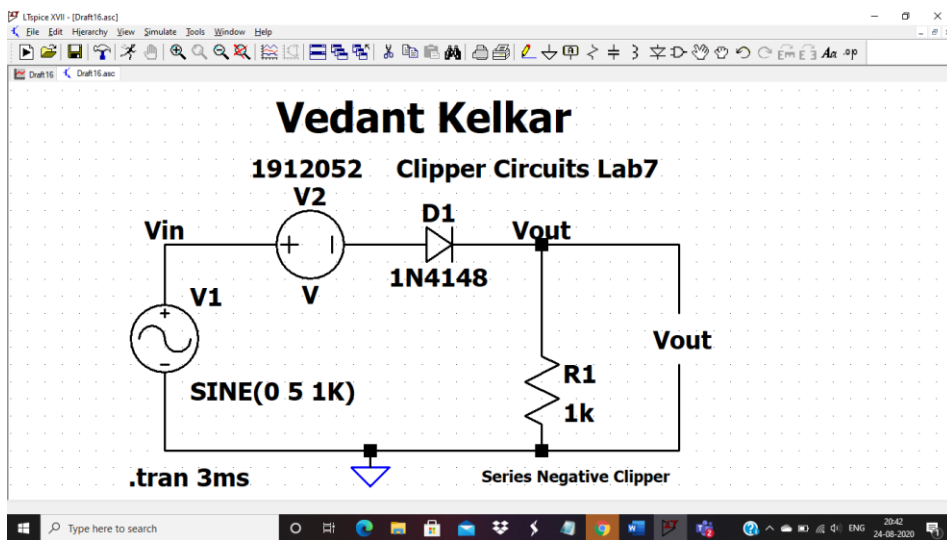 LTspice XVII - [Draft16.asc]
File Edit Hierarchy View Simulate Tools Window Help
Draft16 Draft16.asc
Vedant Kelkar
1912052 Clipper Circuits Lab7
V2
D1
Vin
Vout
1N4148
V1
V
Vout
R1
SINE(0 5 1K)
1k
.tran 3ms
Series Negative Clipper
Type here to search
ENG
20:42
24-08-2020